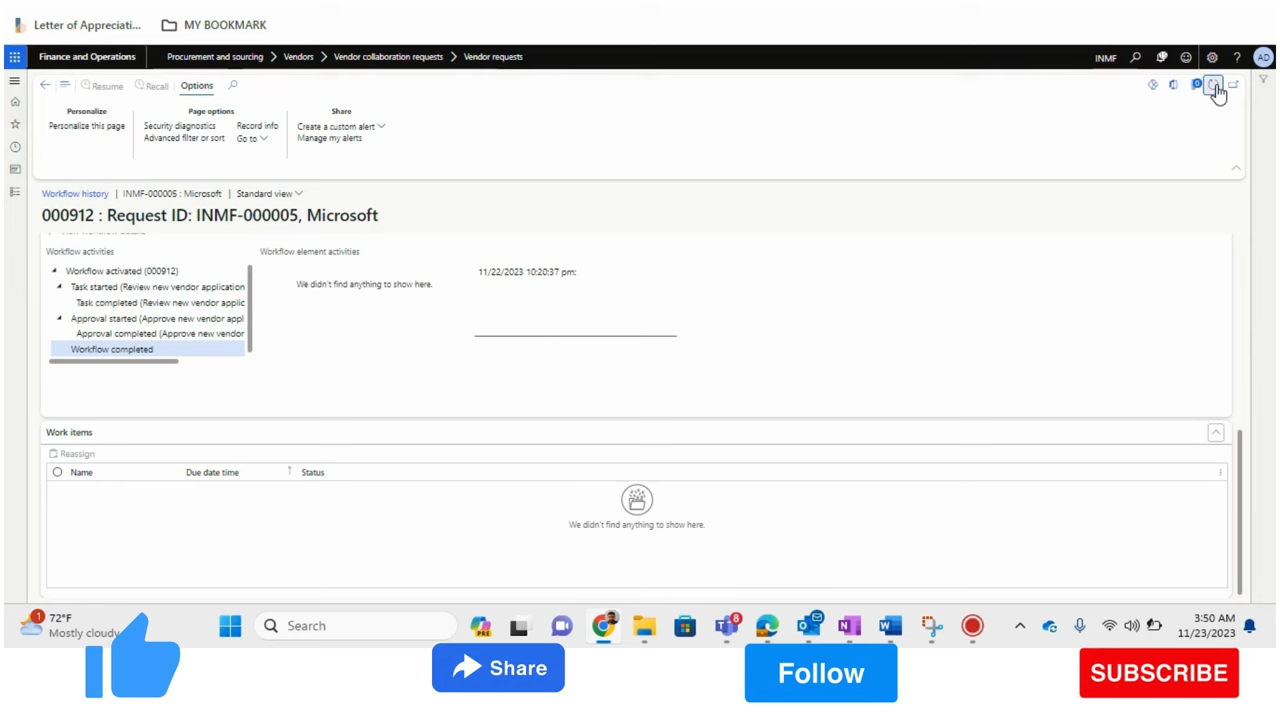 Letter of Appreciati... MY BOOKMARK
Finance and Operations Procurement and sourcing > Vendors > Vendor collaboration requests > Vendor requests INMF ? AD
Resume Recall Options
Personalize Page options Share
Personalize this page Security diagnostics Record info Create a custom alert
Advanced filter or sort Go to Manage my alerts
Workflow history | INMF-000005 : Microsoft | Standard view
000912 : Request ID: INMF-000005, Microsoft
Workflow activities Workflow element activities
Workflow activated (000912) 11/22/2023 10:20:37 pm:
Task started (Review new vendor application We didn't find anything to show here.
Task completed (Review new vendor applic
Approval started (Approve new vendor appl
Approval completed (Approve new vendor
Workflow completed
Work items
Reassign
Name Due date time ↑ Status
We didn't find anything to show here.
1 72°F
Mostly cloudy
Search PRE 8 3:50 AM
11/23/2023
Share Follow SUBSCRIBE